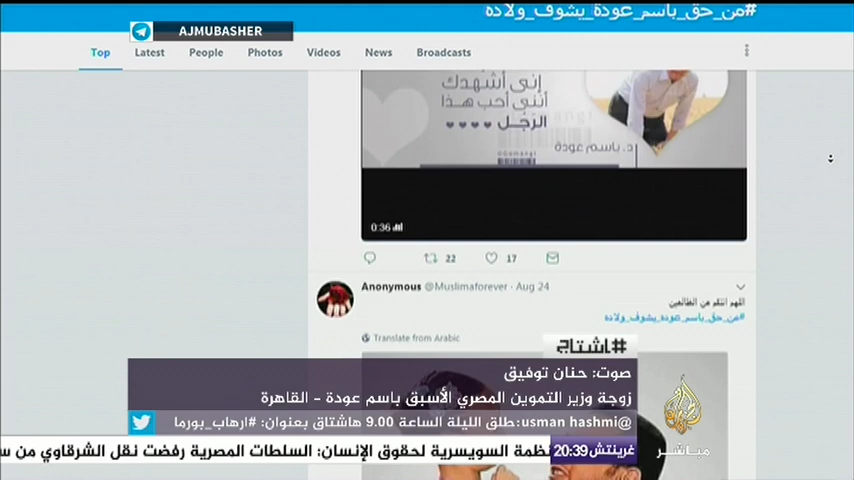 #من_حق_باسم_عودة_يشوف_ولاده
AJMUBASHER
Top Latest People Photos Videos News Broadcasts
إني أشهدك
أنني أحب هذا
الرجل
د. باسم عودة
0:36
22 17
Anonymous @Muslimaforever · Aug 24
اللهم انتقم من الظالمين
#من_حق_باسم_عودة_يشوف_ولاده
Translate from Arabic
#هاشتاج
صوت: حنان توفيق
زوجة وزير التموين المصري الأسبق باسم عودة - القاهرة
@usman hashmi: طلق الليلة الساعة 9.00 هاشتاق بعنوان: #ارهاب_بورما
غرينتش 20:39
نظمة السويسرية لحقوق الإنسان: السلطات المصرية رفضت نقل الشرقاوي من س
الجزيرة
مباشر